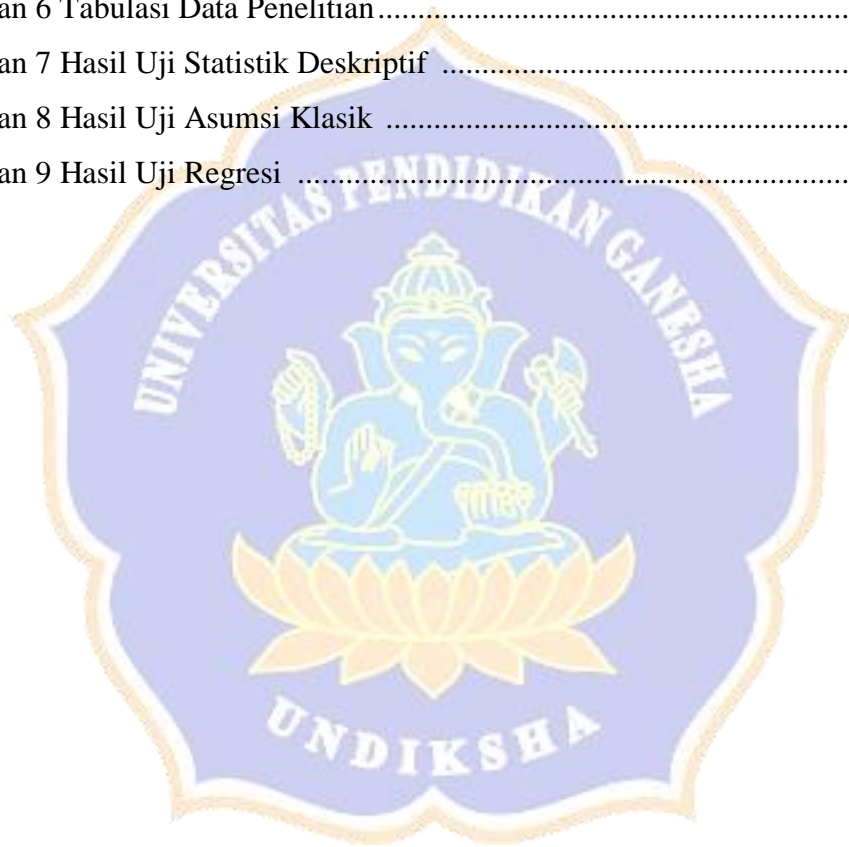 an 6 Tabulasi Data Penelitian................................................................
an 7 Hasil Uji Statistik Deskriptif ........................................................
an 8 Hasil Uji Asumsi Klasik ..............................................................
an 9 Hasil Uji Regresi .........................................................................
UNIVERSITAS PENDIDIKAN GANESHA
UNDIKSHA